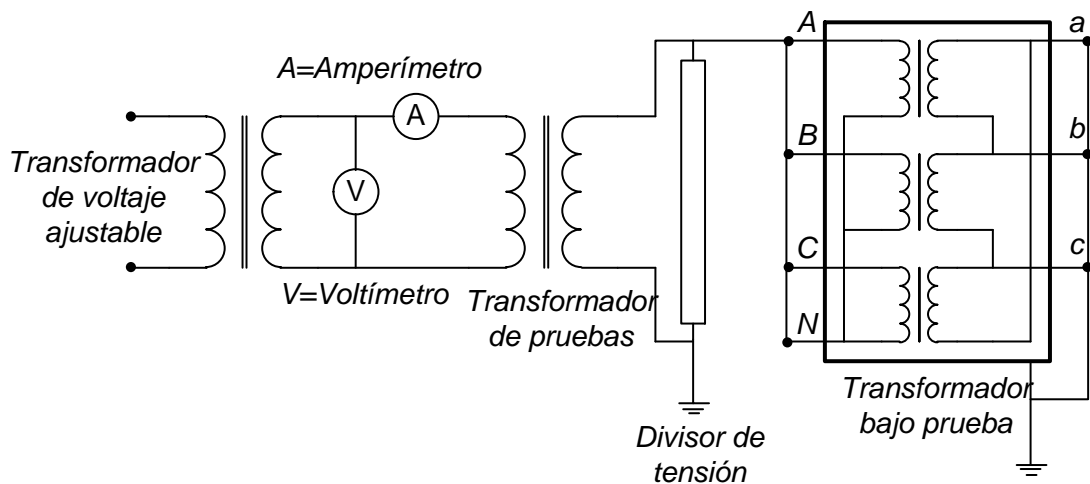 A=Amperímetro
A
Transformador
de voltaje
ajustable
V
V=Voltímetro
Transformador
de pruebas
Divisor de
tensión
A
B
C
N
a
b
c
Transformador
bajo prueba